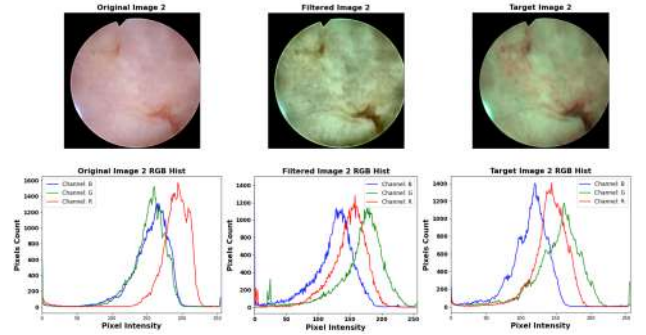 Original Image 2
Filtered Image 2
Target Image 2
Original Image 2 RGB Hist
Filtered Image 2 RGB Hist
Target Image 2 RGB Hist
Pixels Count
1600
1400
1200
1000
800
600
400
200
0
Channel: B
Channel: G
Channel: R
0
50
100
150
200
250
Pixel Intensity
Pixels Count
1400
1200
1000
800
600
400
200
0
Channel: B
Channel: G
Channel: R
0
50
100
150
200
250
Pixel Intensity
Pixels Count
1400
1200
1000
800
600
400
200
0
Channel: B
Channel: G
Channel: R
0
50
100
150
200
250
Pixel Intensity